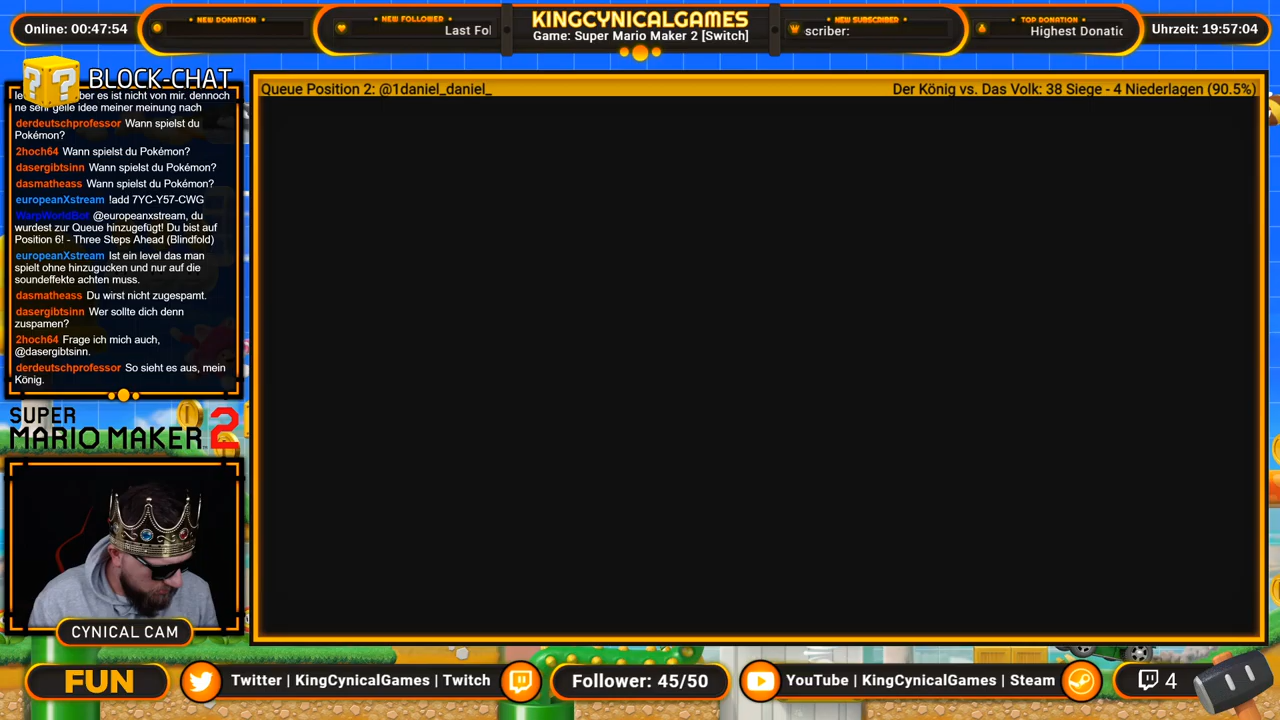 Online: 00:47:54
NEW DONATION
NEW FOLLOWER
Last Fol
KINGCYNICALGAMES
Game: Super Mario Maker 2 [Switch]
NEW SUBSCRIBER
scriber:
TOP DONATION
Highest Donatic
Uhrzeit: 19:57:04
BLOCK-CHAT
ber es ist nicht von mir. dennoch
ne sehr geile idee meiner meinung nach
derdeutschprofessor Wann spielst du
Pokémon?
2hoch64 Wann spielst du Pokémon?
dasergibtsinn Wann spielst du Pokémon?
dasmatheass Wann spielst du Pokémon?
europeanXstream !add 7YC-Y57-CWG
WarpWorldBot @europeanxstream, du
wurdest zur Queue hinzugefügt! Du bist auf
Position 6! - Three Steps Ahead (Blindfold)
europeanXstream Ist ein level das man
spielt ohne hinzugucken und nur auf die
soundeffekte achten muss.
dasmatheass Du wirst nicht zugespamt.
dasergibtsinn Wer sollte dich denn
zuspamen?
2hoch64 Frage ich mich auch,
@dasergibtsinn.
derdeutschprofessor So sieht es aus, mein
König.
Queue Position 2: @1daniel_daniel_
Der König vs. Das Volk: 38 Siege - 4 Niederlagen (90.5%)
SUPER
MARIO MAKER 2
CYNICAL CAM
FUN
Twitter | KingCynicalGames | Twitch
Follower: 45/50
YouTube | KingCynicalGames | Steam
4